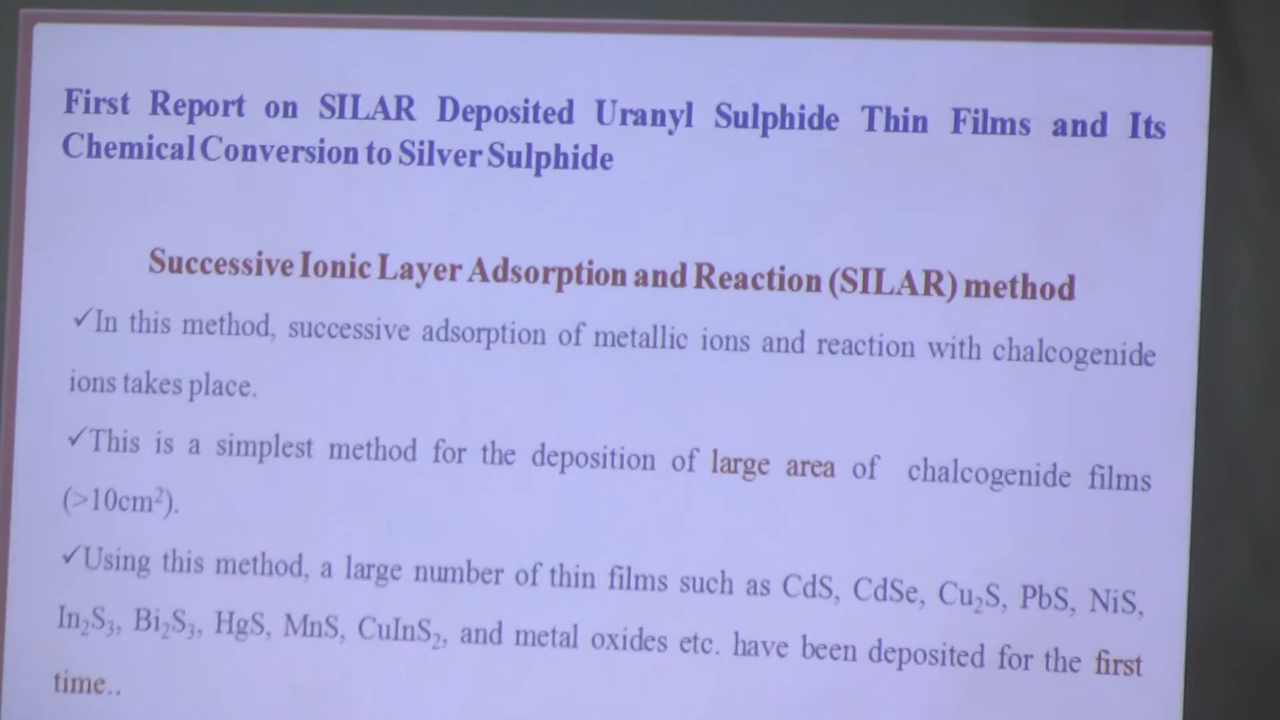 First Report on SILAR Deposited Uranyl Sulphide Thin Films and Its
Chemical Conversion to Silver Sulphide
Successive Ionic Layer Adsorption and Reaction (SILAR) method
✓In this method, successive adsorption of metallic ions and reaction with chalcogenide
ions takes place.
✓This is a simplest method for the deposition of large area of chalcogenide films
(>10cm²).
✓Using this method, a large number of thin films such as CdS, CdSe, Cu₂S, PbS, NiS,
In₂S₃, Bi₂S₃, HgS, MnS, CuInS₂, and metal oxides etc. have been deposited for the first
time..